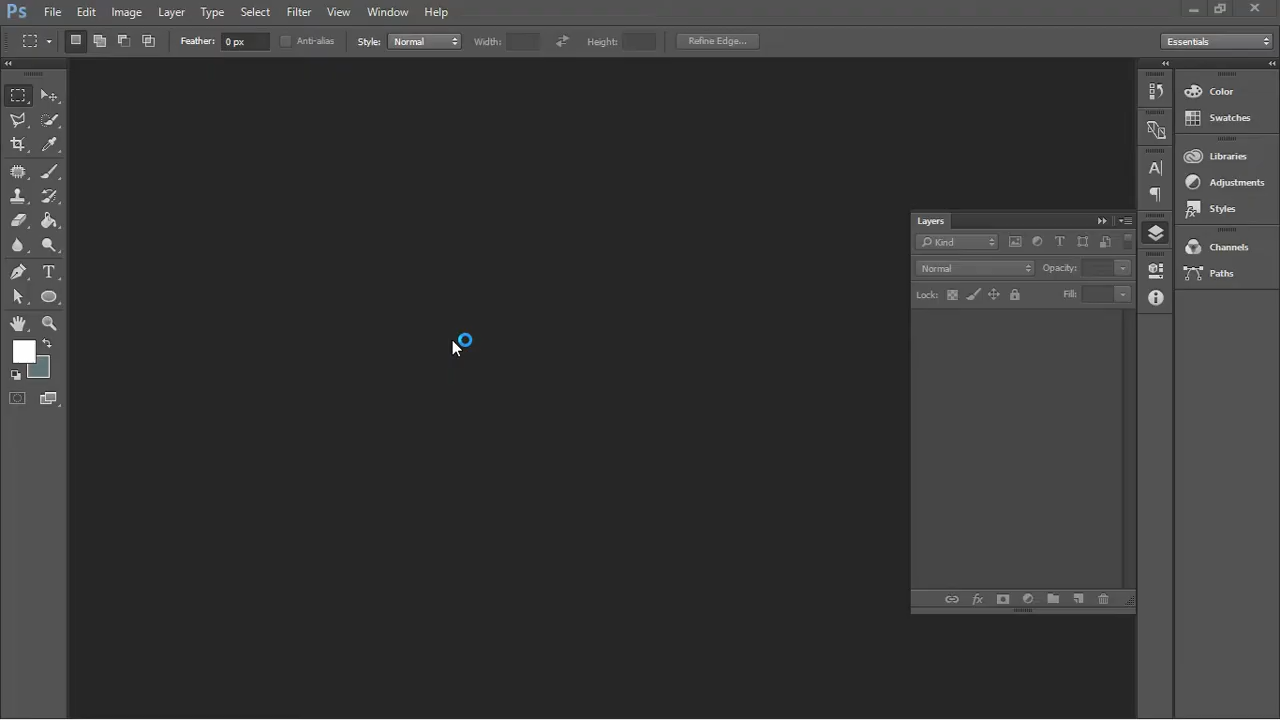 Ps File Edit Image Layer Type Select Filter View Window Help
Feather: 0 px Anti-alias Style: Normal Width: Height: Refine Edge... Essentials
Color
Swatches
Libraries
Adjustments
Styles
Channels
Paths
Layers
Kind
Normal Opacity:
Lock: Fill: